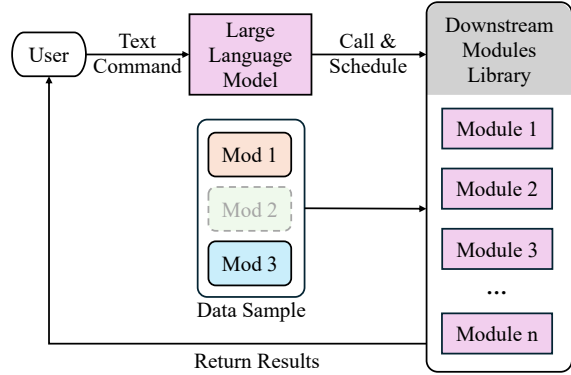 User
Text
Command
Large
Language
Model
Call &
Schedule
Downstream
Modules
Library
Mod 1
Mod 2
Mod 3
Data Sample
Module 1
Module 2
Module 3
...
Module n
Return Results